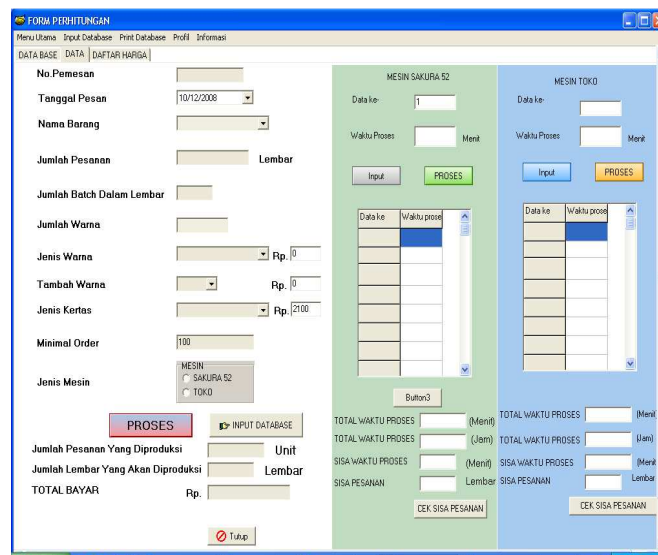 FORM PERHITUNGAN
Menu Utama Input Database Print Database Profil Informasi
DATA BASE DATA DAFTAR HARGA
No.Pemesan
Tanggal Pesan 10/12/2008
Nama Barang
Jumlah Pesanan Lembar
Jumlah Batch Dalam Lembar
Jumlah Warna
Jenis Warna Rp. 0
Tambah Warna Rp. 0
Jenis Kertas Rp. 2100
Minimal Order 100
Jenis Mesin
MESIN
SAKURA 52
TOKO
PROSES INPUT DATABASE
Jumlah Pesanan Yang Diproduksi Unit
Jumlah Lembar Yang Akan Diproduksi Lembar
TOTAL BAYAR Rp.
Tutup
MESIN SAKURA 52
Data ke- 1
Waktu Proses Menit
Input PROSES
Data ke Waktu prose
Button3
TOTAL WAKTU PROSES (Menit)
TOTAL WAKTU PROSES (Jam)
SISA WAKTU PROSES (Menit)
SISA PESANAN Lembar
CEK SISA PESANAN
MESIN TOKO
Data ke-
Waktu Proses Menit
Input PROSES
Data ke Waktu prose
TOTAL WAKTU PROSES (Menit
TOTAL WAKTU PROSES (Jam)
SISA WAKTU PROSES (Menit
SISA PESANAN Lembar
CEK SISA PESANAN